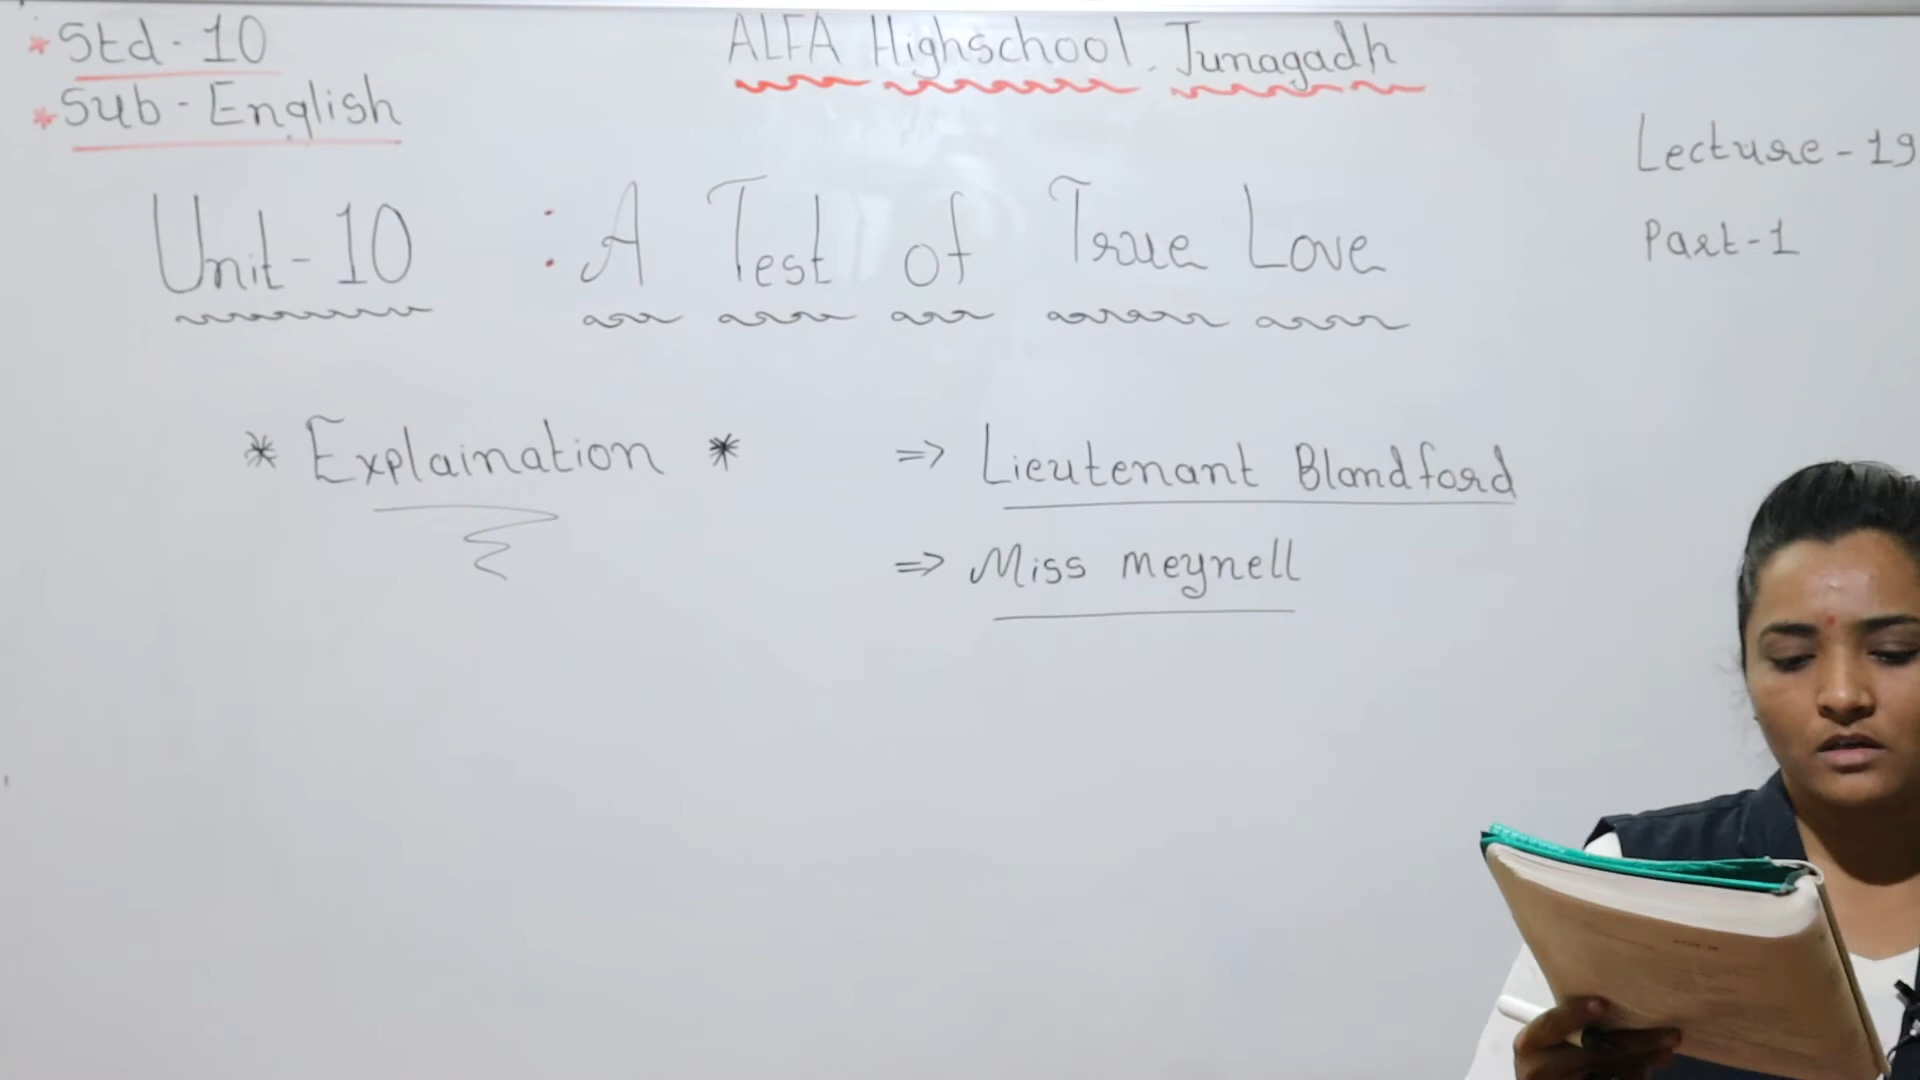 * Std - 10
ALFA Highschool. Junagadh
* Sub - English
Lecture - 19
Part - 1
Unit - 10 : A Test of True Love
* Explaination *
=> Lieutenant Blandford
=> Miss meynell